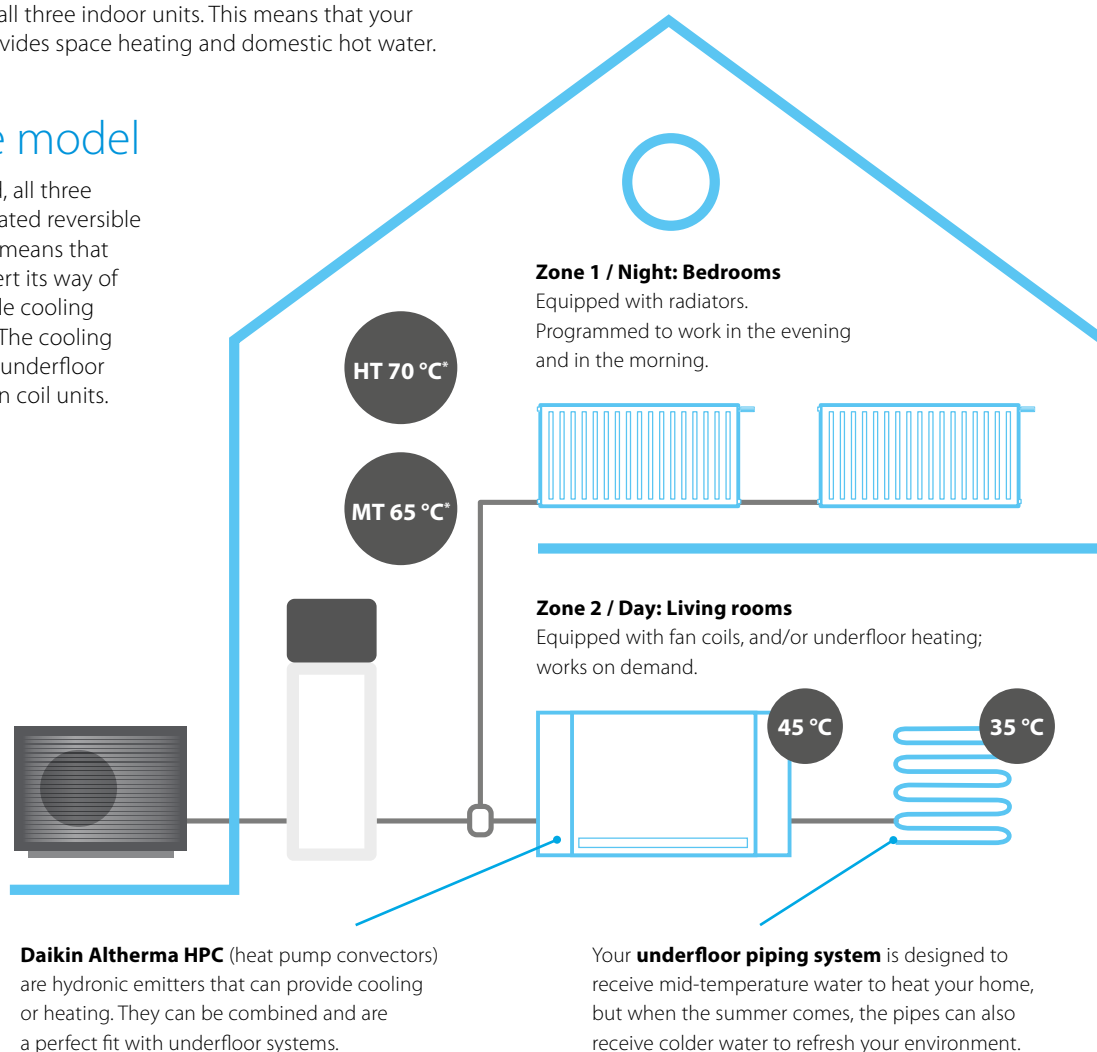 all three indoor units. This means that your
vides space heating and domestic hot water.
e model
, all three
ated reversible
means that
ert its way of
le cooling
The cooling
underfloor
n coil units.
HT 70 °C*
MT 65 °C*
Zone 1 / Night: Bedrooms
Equipped with radiators.
Programmed to work in the evening
and in the morning.
Zone 2 / Day: Living rooms
Equipped with fan coils, and/or underfloor heating;
works on demand.
45 °C
35 °C
Daikin Altherma HPC (heat pump convectors)
are hydronic emitters that can provide cooling
or heating. They can be combined and are
a perfect fit with underfloor systems.
Your underfloor piping system is designed to
receive mid-temperature water to heat your home,
but when the summer comes, the pipes can also
receive colder water to refresh your environment.